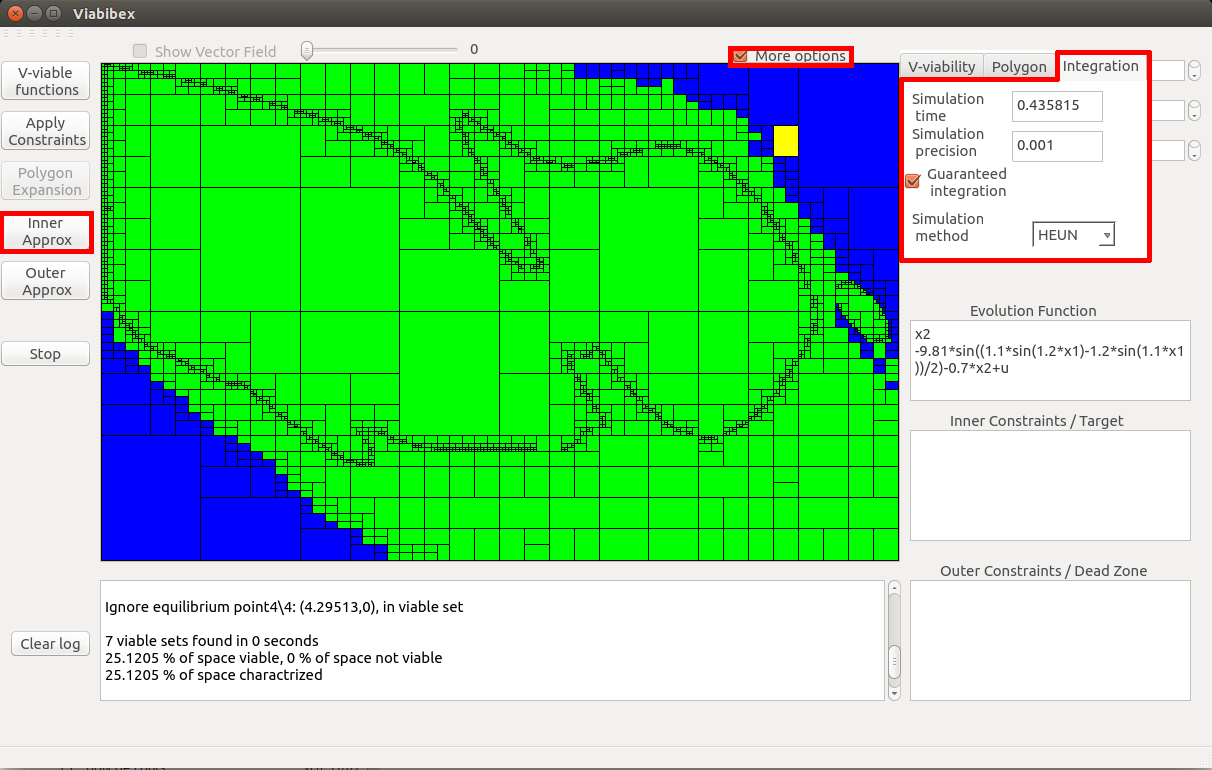 Viabibex
Show Vector Field
0
More options
V-viable
functions
Apply
Constraints
Polygon
Expansion
Inner
Approx
Outer
Approx
Stop
V-viability
Polygon
Integration
Simulation
time
0.435815
Simulation
precision
0.001
Guaranteed
integration
Simulation
method
HEUN
Evolution Function
x2
-9.81*sin((1.1*sin(1.2*x1)-1.2*sin(1.1*x1
))/2)-0.7*x2+u
Inner Constraints / Target
Outer Constraints / Dead Zone
Clear log
Ignore equilibrium point4\4: (4.29513,0), in viable set
7 viable sets found in 0 seconds
25.1205 % of space viable, 0 % of space not viable
25.1205 % of space charactrized